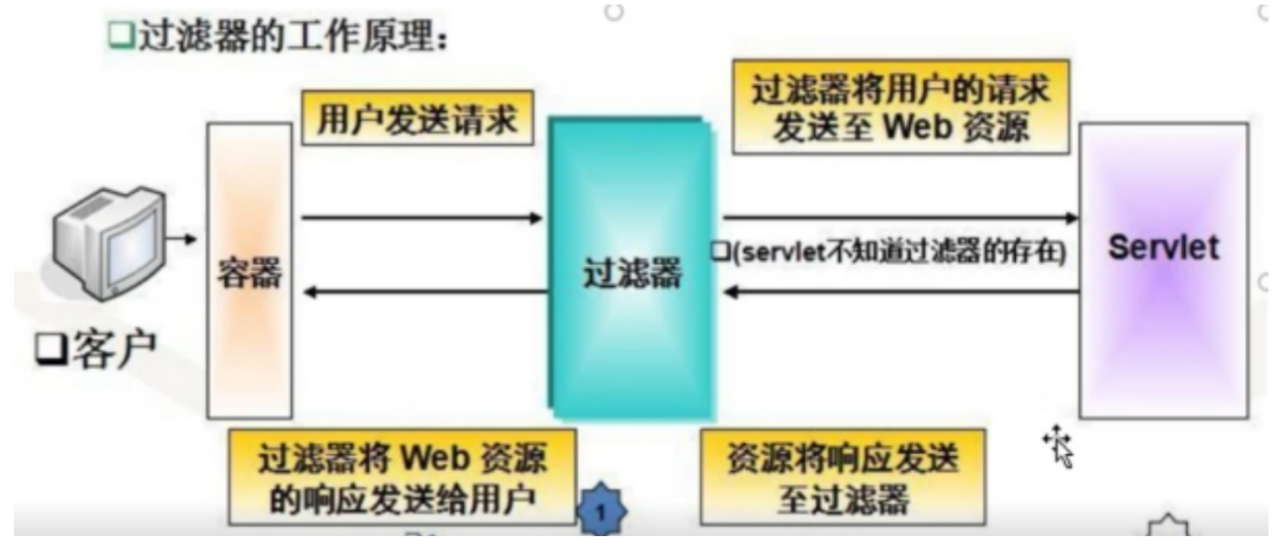 过滤器的工作原理：
用户发送请求
过滤器将用户的请求
发送至 Web 资源
容器
过滤器
(servlet不知道过滤器的存在)
Servlet
客户
过滤器将 Web 资源
的响应发送给用户
1
资源将响应发送
至过滤器